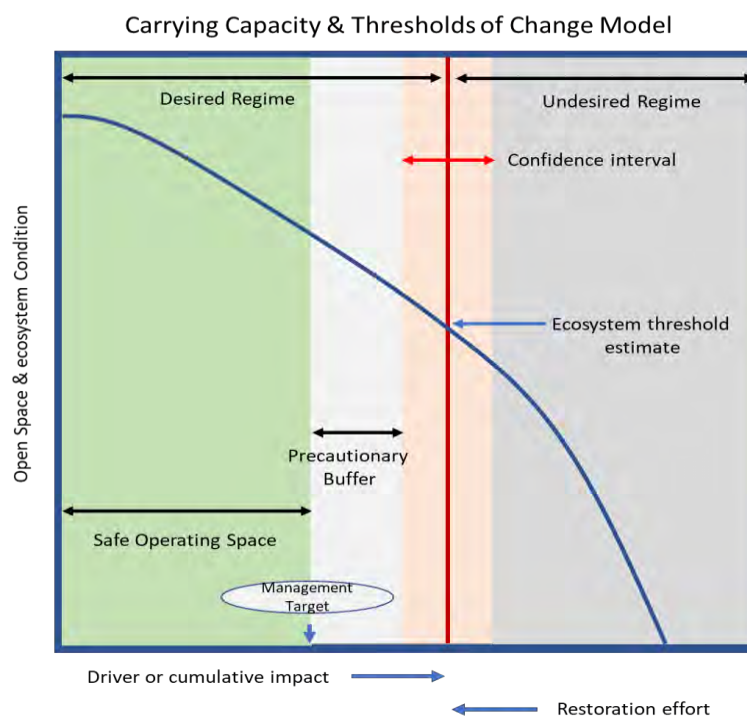 Carrying Capacity & Thresholds of Change Model
Desired Regime
Undesired Regime
Confidence interval
Open Space & ecosystem Condition
Ecosystem threshold
estimate
Precautionary
Buffer
Safe Operating Space
Management
Target
Driver or cumulative impact
Restoration effort